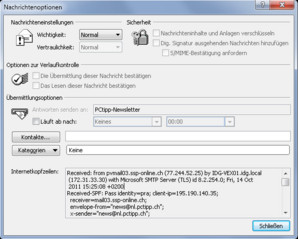 Nachrichtenoptionen
Nachrichteneinstellungen
Sicherheit
Wichtigkeit: Normal
Vertraulichkeit: Normal
Nachrichteninhalte und Anlagen verschlüsseln
Dig. Signatur ausgehenden Nachrichten hinzufügen
S/MIME-Bestätigung anfordern
Optionen zur Verlaufkontrolle
Die Übermittlung dieser Nachricht bestätigen
Das Lesen dieser Nachricht bestätigen
Übermittlungsoptionen
Antworten senden an: PCtipp-Newsletter
Läuft ab nach: Keines 00:00
Kontakte...
Kategorien Keine
Internetkopfzeilen: Received: from pvmail03.ssp-online.ch (77.244.52.25) by IDG-VEX01.idg.local
(172.31.33.30) with Microsoft SMTP Server (TLS) id 8.2.254.0; Fri, 14 Oct
2011 15:25:08 +0200
Received-SPF: Pass identity=pra; client-ip=195.190.140.35;
receiver=mail03.ssp-online.ch;
envelope-from="news@nl.pctipp.ch";
x-sender="news@nl.pctipp.ch";
Schließen